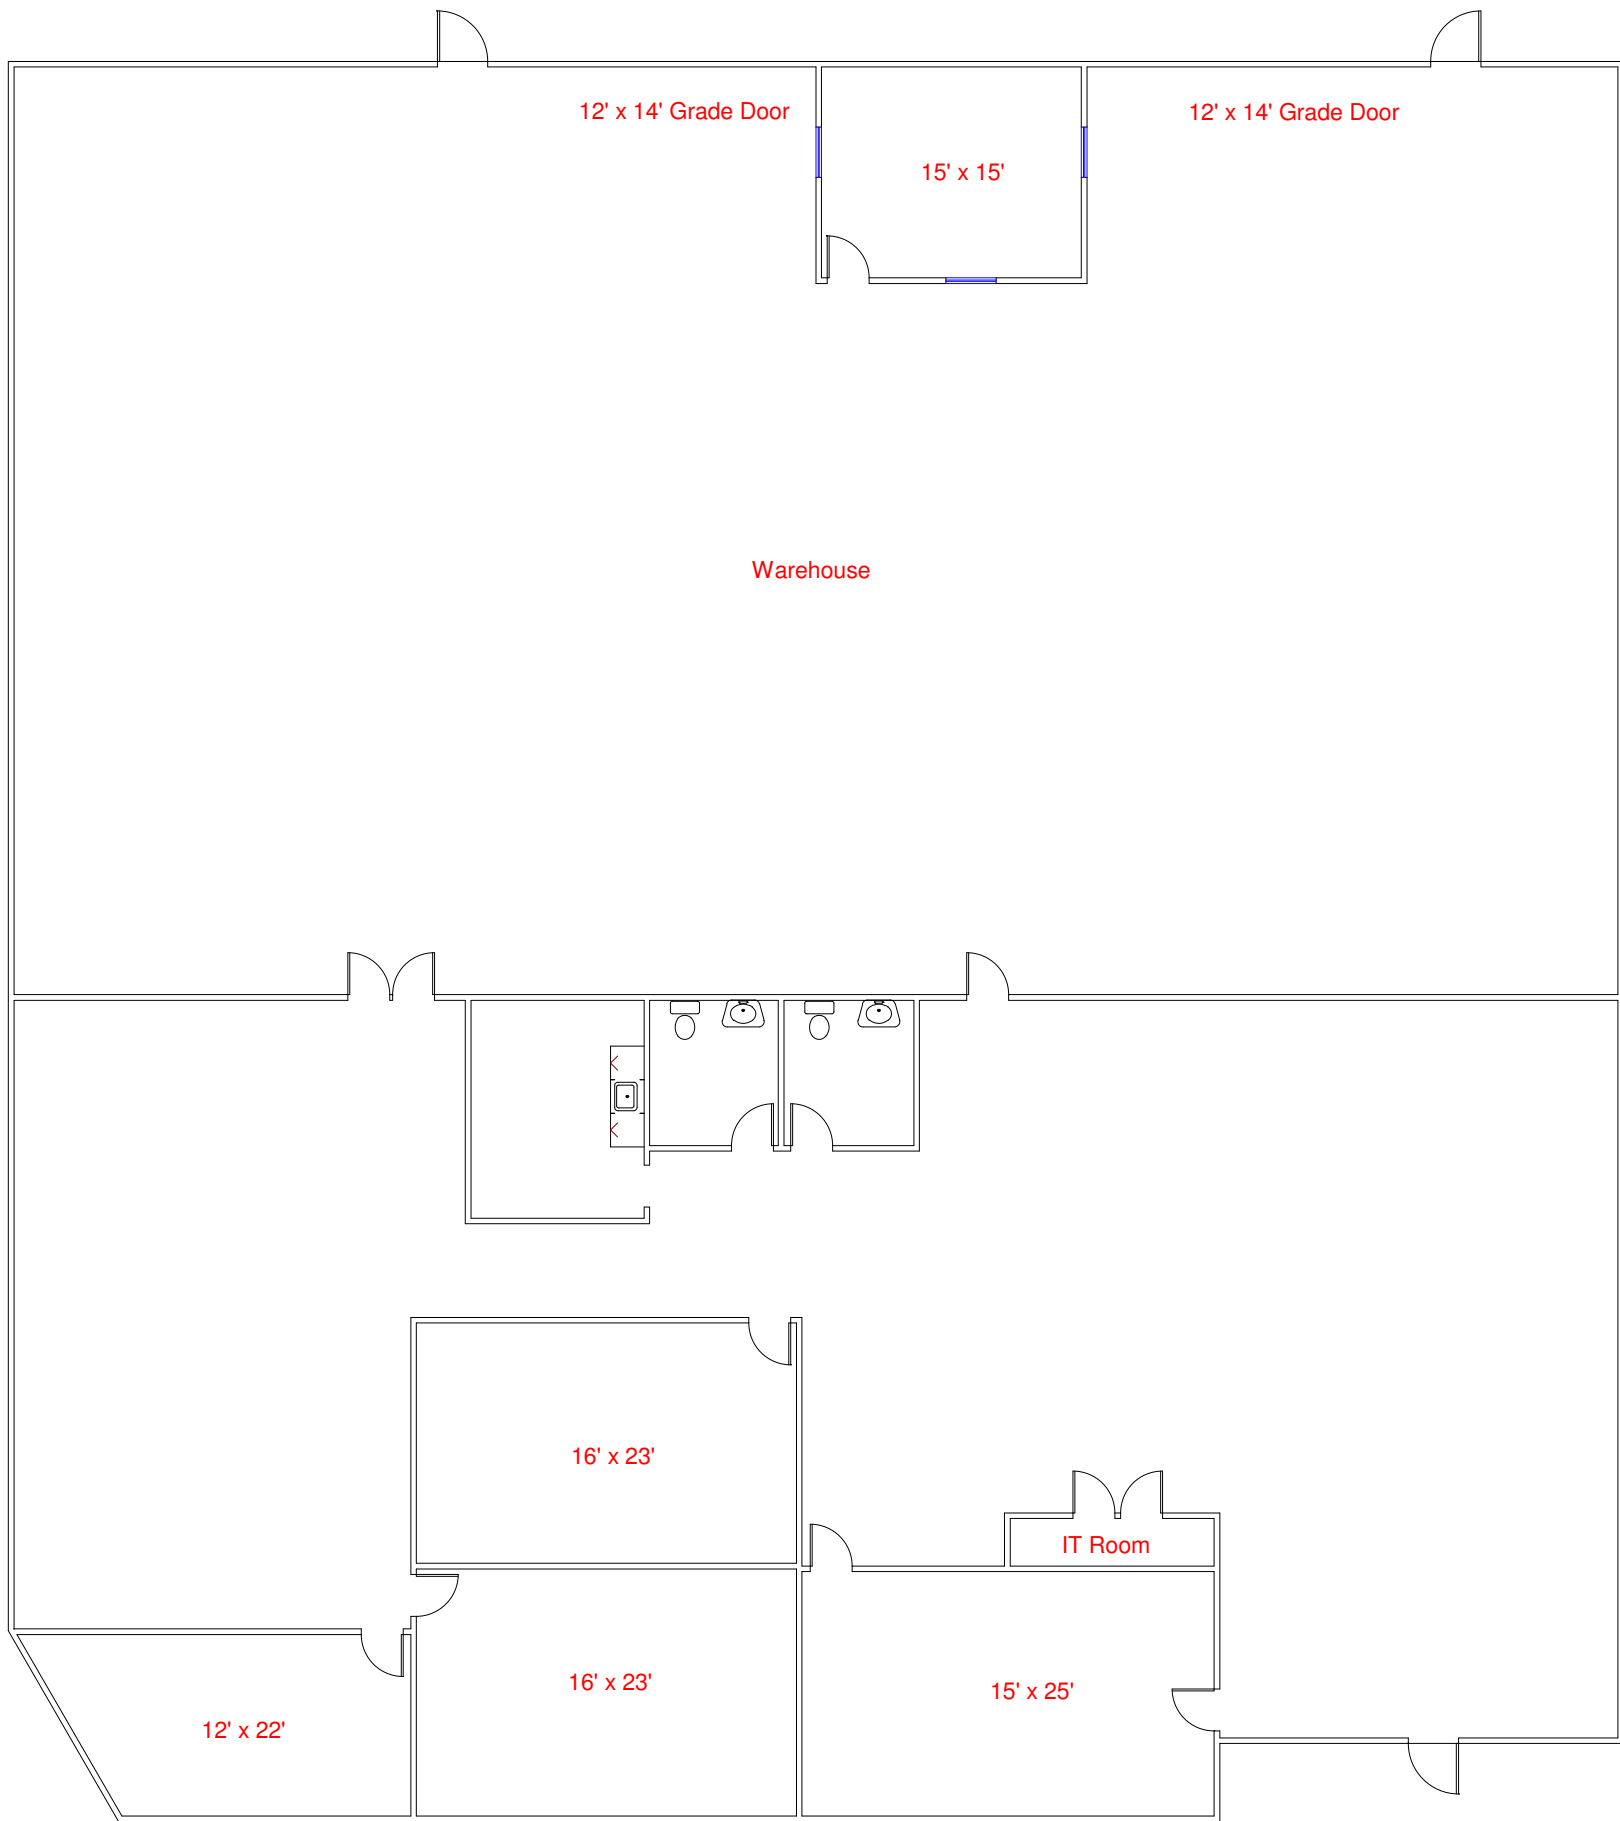 12' x 14' Grade Door
12' x 14' Grade Door
15' x 15'
Warehouse
16' x 23'
IT Room
16' x 23'
15' x 25'
12' x 22'